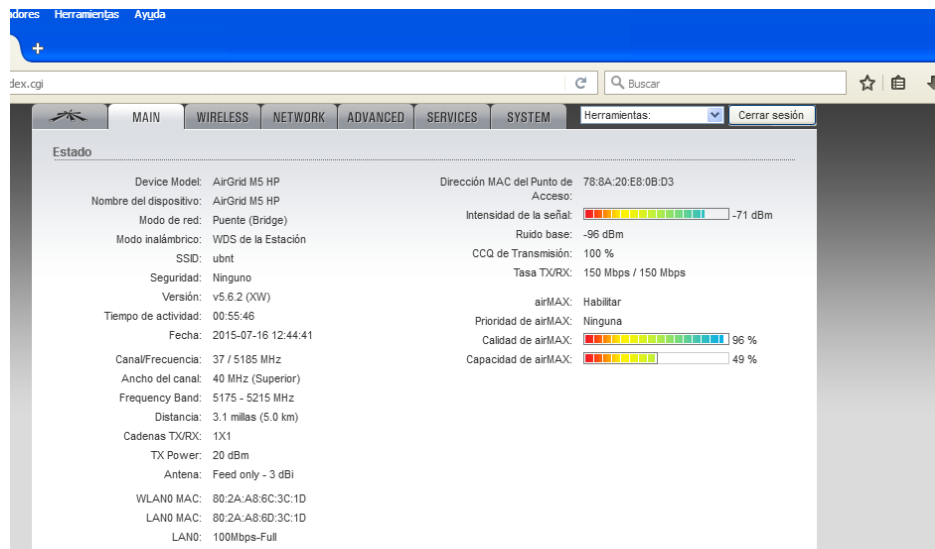 Herramientas Ayuda
+
dex.cgi
Buscar
MAIN WIRELESS NETWORK ADVANCED SERVICES SYSTEM Herramientas: Cerrar sesión
Estado
Device Model: AirGrid M5 HP
Nombre del dispositivo: AirGrid M5 HP
Modo de red: Puente (Bridge)
Modo inalámbrico: WDS de la Estación
SSID: ubnt
Seguridad: Ninguno
Versión: v5.6.2 (XW)
Tiempo de actividad: 00:55:46
Fecha: 2015-07-16 12:44:41
Canal/Frecuencia: 37 / 5185 MHz
Ancho del canal: 40 MHz (Superior)
Frequency Band: 5175 - 5215 MHz
Distancia: 3.1 millas (5.0 km)
Cadenas TX/RX: 1X1
TX Power: 20 dBm
Antena: Feed only - 3 dBi
WLAN0 MAC: 80:2A:A8:6C:3C:1D
LAN0 MAC: 80:2A:A8:6D:3C:1D
LAN0: 100Mbps-Full
Dirección MAC del Punto de
Acceso: 78:8A:20:E8:0B:D3
Intensidad de la señal: -71 dBm
Ruido base: -96 dBm
CCQ de Transmisión: 100 %
Tasa TX/RX: 150 Mbps / 150 Mbps
airMAX: Habilitar
Prioridad de airMAX: Ninguna
Calidad de airMAX: 96 %
Capacidad de airMAX: 49 %